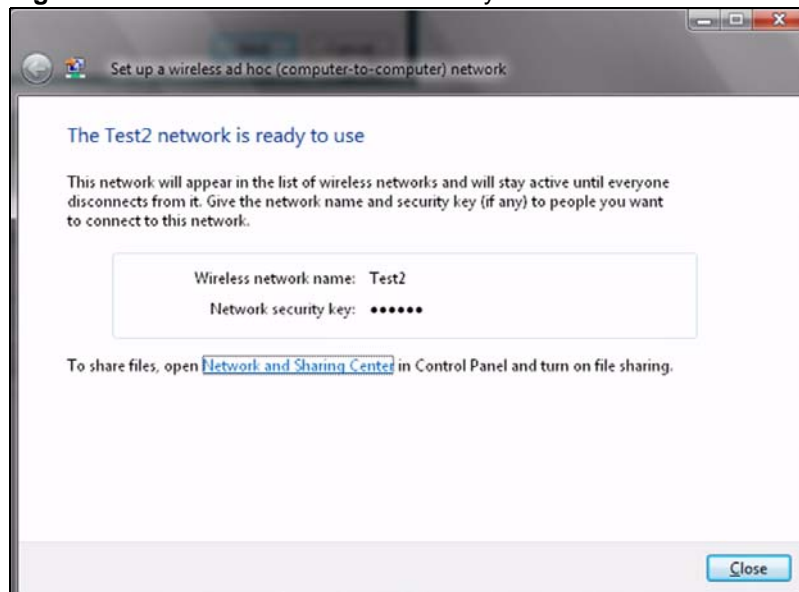 Set up a wireless ad hoc (computer-to-computer) network
The Test2 network is ready to use
This network will appear in the list of wireless networks and will stay active until everyone
disconnects from it. Give the network name and security key (if any) to people you want
to connect to this network.
Wireless network name: Test2
Network security key: ••••••
To share files, open Network and Sharing Center in Control Panel and turn on file sharing.
Close